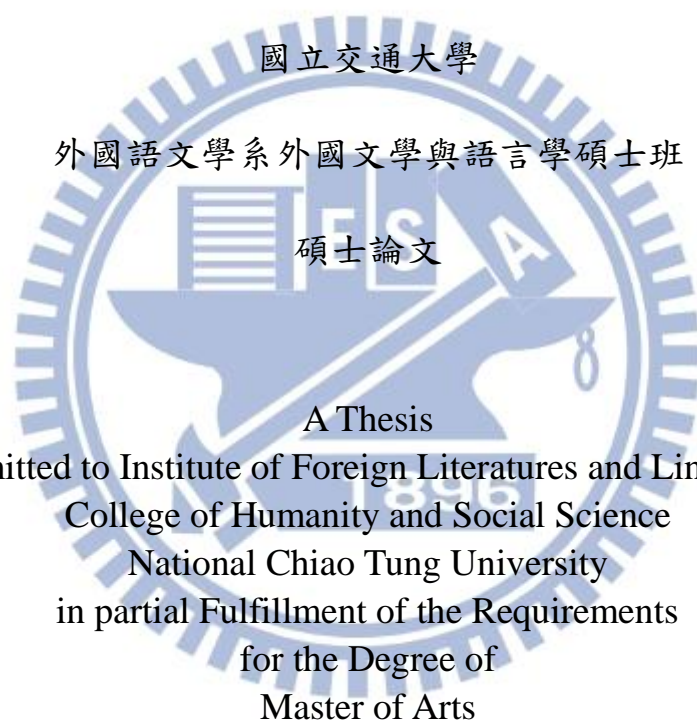 國立交通大學
外國語文學系外國文學與語言學碩士班
E S A
碩士論文
A Thesis
nitted to Institute of Foreign Literatures and Lin
1896
College of Humanity and Social Science
National Chiao Tung University
in partial Fulfillment of the Requirements
for the Degree of
Master of Arts